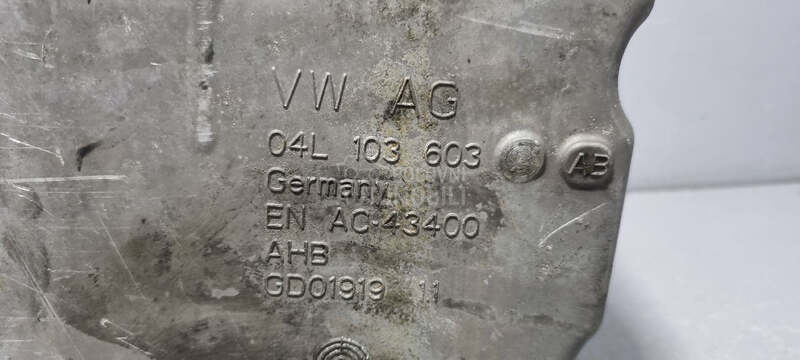 VW AG
04L 103 603
AB
Germany
EN AC-43400
AHB
GD01919 11